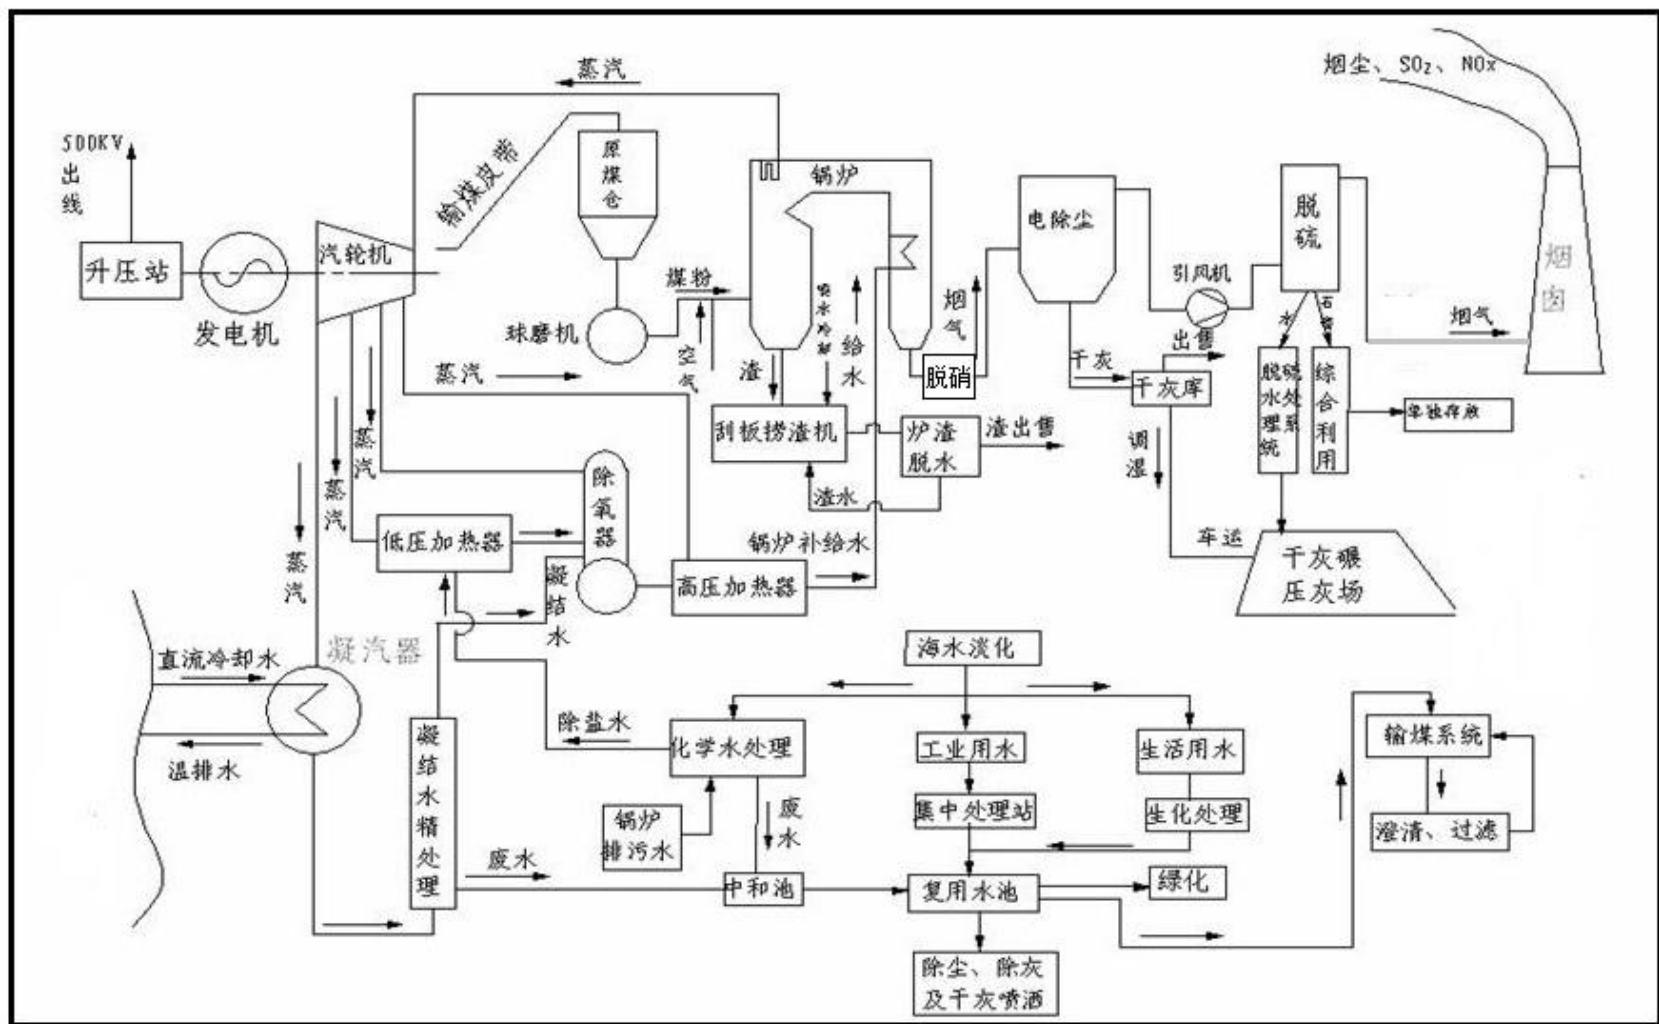 蒸汽
烟尘、SO₂、NOx
500KV
出线
输煤皮带
原煤仓
锅炉
电除尘
脱硫
烟囱
升压站
发电机
汽轮机
煤粉
球磨机
空气
蒸汽
渣
给水
烟气
脱硝
引风机
出售
干灰
干灰库
水
烟气
脱硫水处理系统
综合利用
单独存放
刮板捞渣机
炉渣
脱水
渣出售
渣水
调湿
蒸汽
蒸汽
蒸汽
除氧器
低压加热器
凝结水
锅炉补给水
高压加热器
车运
干灰碾
压灰场
直流冷却水
凝汽器
温排水
海水淡化
除盐水
化学水处理
工业用水
生活用水
输煤系统
凝结水精处理
锅炉
排污水
废水
集中处理站
生化处理
澄清、过滤
废水
中和池
复用水池
绿化
除尘、除灰
及干灰喷洒